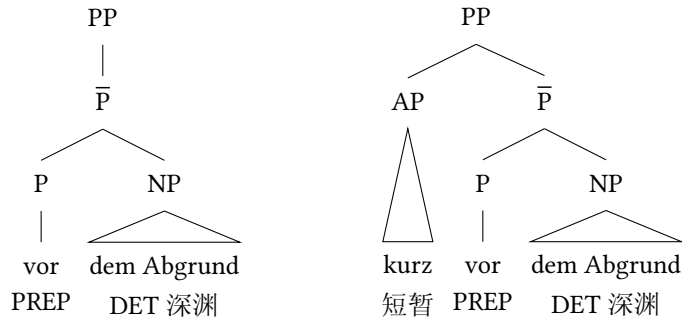 PP PP
P̅ AP P̅
P NP P NP
vor dem Abgrund kurz vor dem Abgrund
PREP DET 深渊 短暂 PREP DET 深渊